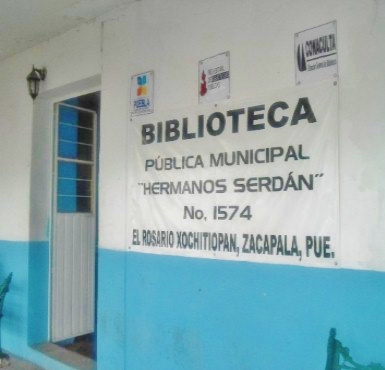 PUEBLA
CONACULTA
BIBLIOTECA
PÚBLICA MUNICIPAL
"HERMANOS SERDÁN"
No. 1574
EL ROSARIO XOCHITIOPAN, ZACAPALA, PUE.